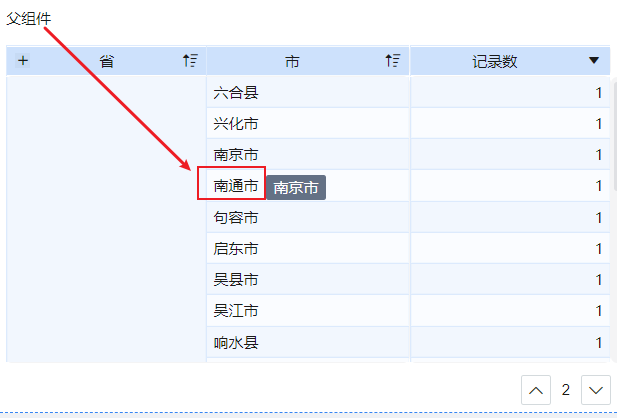 父组件
+ 省 市 记录数
六合县 1
兴化市 1
南京市 1
南通市 南京市 1
句容市 1
启东市 1
吴县市 1
吴江市 1
响水县 1
2